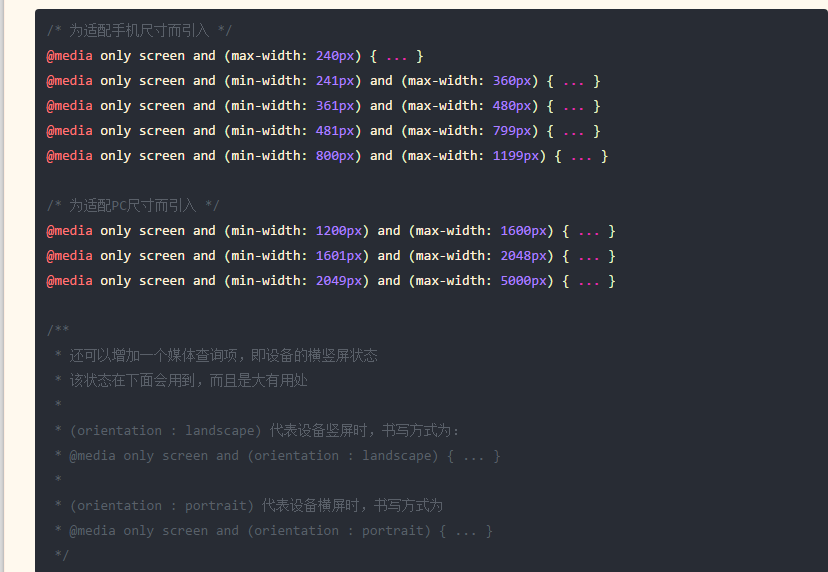 /* 为适配手机尺寸而引入 */
@media only screen and (max-width: 240px) { ... }
@media only screen and (min-width: 241px) and (max-width: 360px) { ... }
@media only screen and (min-width: 361px) and (max-width: 480px) { ... }
@media only screen and (min-width: 481px) and (max-width: 799px) { ... }
@media only screen and (min-width: 800px) and (max-width: 1199px) { ... }
/* 为适配PC尺寸而引入 */
@media only screen and (min-width: 1200px) and (max-width: 1600px) { ... }
@media only screen and (min-width: 1601px) and (max-width: 2048px) { ... }
@media only screen and (min-width: 2049px) and (max-width: 5000px) { ... }
/**
* 还可以增加一个媒体查询项，即设备的横竖屏状态
* 该状态在下面会用到，而且是大有用处
*
* (orientation : landscape) 代表设备竖屏时，书写方式为：
* @media only screen and (orientation : landscape) { ... }
*
* (orientation : portrait) 代表设备横屏时，书写方式为
* @media only screen and (orientation : portrait) { ... }
*/